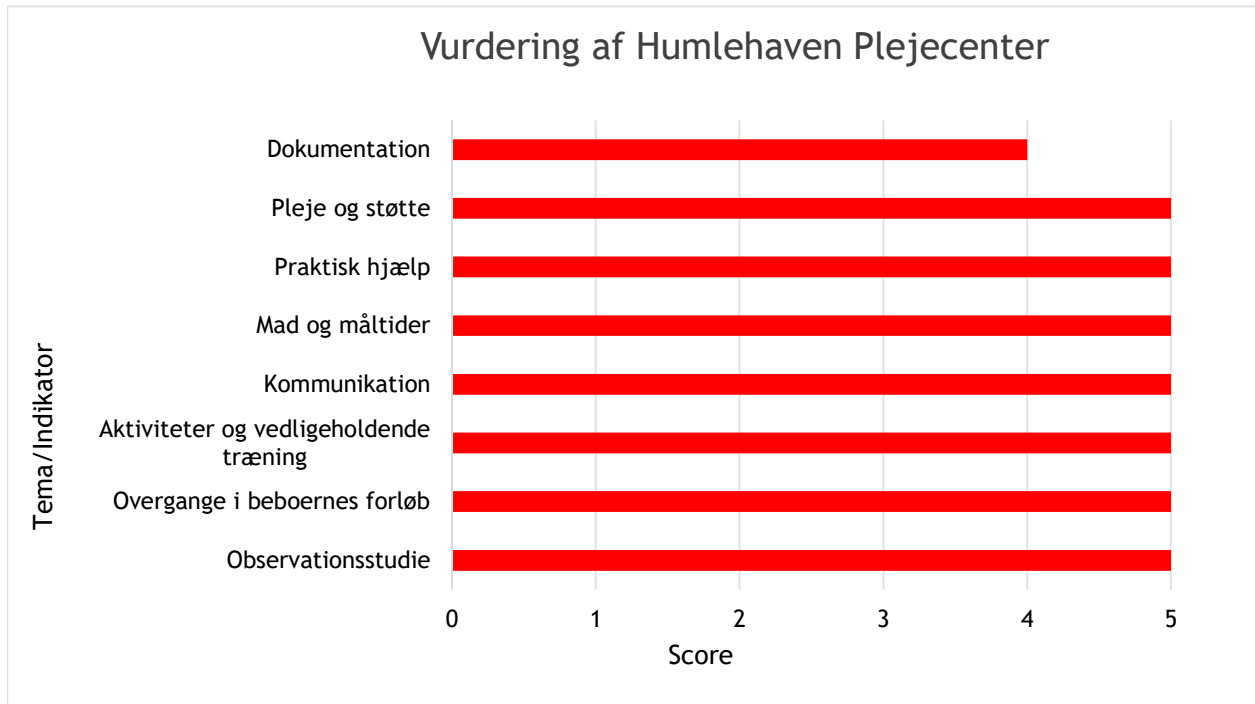 Vurdering af Humlehaven Plejecenter
Tema/Indikator
Dokumentation
Pleje og støtte
Praktisk hjælp
Mad og måltider
Kommunikation
Aktiviteter og vedligeholdende
træning
Overgange i beboernes forløb
Observationsstudie
0 1 2 3 4 5
Score